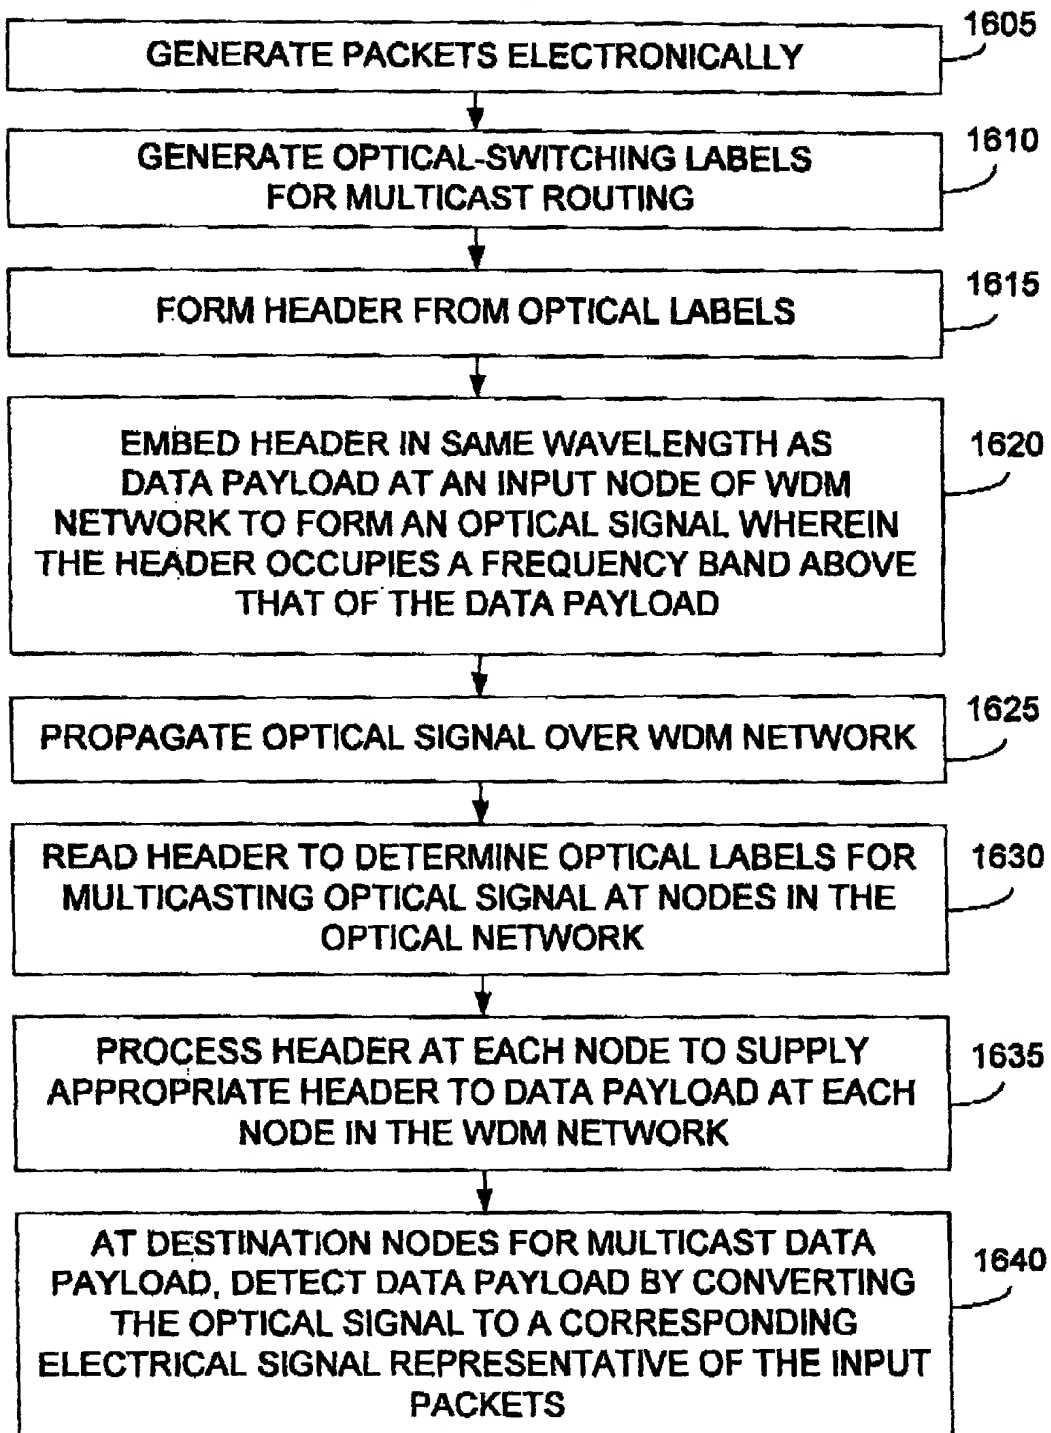 1605
GENERATE PACKETS ELECTRONICALLY
1610
GENERATE OPTICAL-SWITCHING LABELS
FOR MULTICAST ROUTING
1615
FORM HEADER FROM OPTICAL LABELS
1620
EMBED HEADER IN SAME WAVELENGTH AS
DATA PAYLOAD AT AN INPUT NODE OF WDM
NETWORK TO FORM AN OPTICAL SIGNAL WHEREIN
THE HEADER OCCUPIES A FREQUENCY BAND ABOVE
THAT OF THE DATA PAYLOAD
1625
PROPAGATE OPTICAL SIGNAL OVER WDM NETWORK
1630
READ HEADER TO DETERMINE OPTICAL LABELS FOR
MULTICASTING OPTICAL SIGNAL AT NODES IN THE
OPTICAL NETWORK
1635
PROCESS HEADER AT EACH NODE TO SUPPLY
APPROPRIATE HEADER TO DATA PAYLOAD AT EACH
NODE IN THE WDM NETWORK
1640
AT DESTINATION NODES FOR MULTICAST DATA
PAYLOAD, DETECT DATA PAYLOAD BY CONVERTING
THE OPTICAL SIGNAL TO A CORRESPONDING
ELECTRICAL SIGNAL REPRESENTATIVE OF THE INPUT
PACKETS